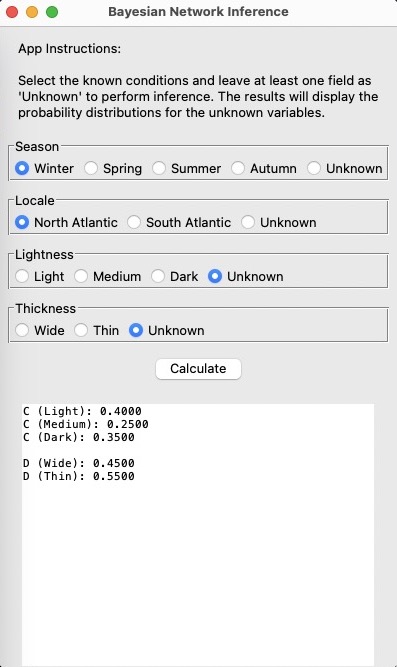 Bayesian Network Inference
App Instructions:
Select the known conditions and leave at least one field as
'Unknown' to perform inference. The results will display the
probability distributions for the unknown variables.
Season
Winter Spring Summer Autumn Unknown
Locale
North Atlantic South Atlantic Unknown
Lightness
Light Medium Dark Unknown
Thickness
Wide Thin Unknown
Calculate
C (Light): 0.4000
C (Medium): 0.2500
C (Dark): 0.3500
D (Wide): 0.4500
D (Thin): 0.5500